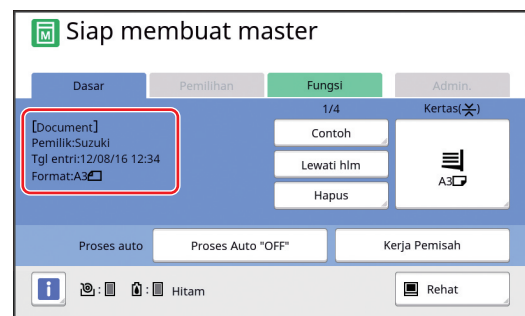 Siap membuat master
Dasar
Pemilihan
Fungsi
Admin.
[Document]
Pemilik:Suzuki
Tgl entri:12/08/16 12:34
Format:A3
1/4
Contoh
Lewati hlm
Hapus
Kertas()
A3
Proses auto
Proses Auto "OFF"
Kerja Pemisah
i
:
:
Hitam
Rehat